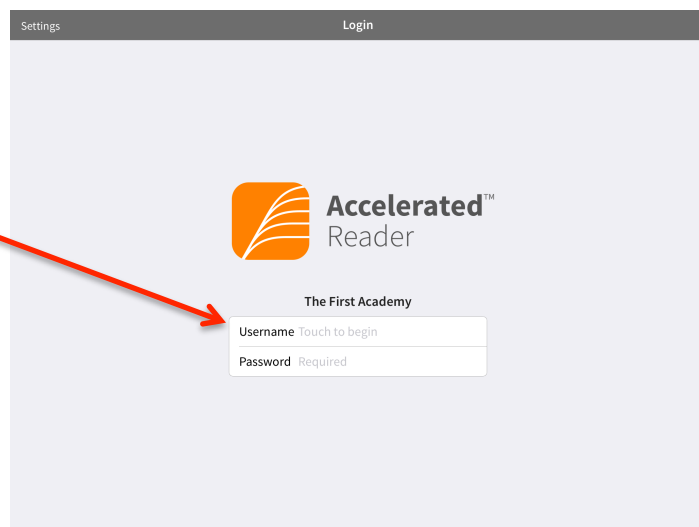 Settings Login
Accelerated™
Reader
The First Academy
Username Touch to begin
Password Required